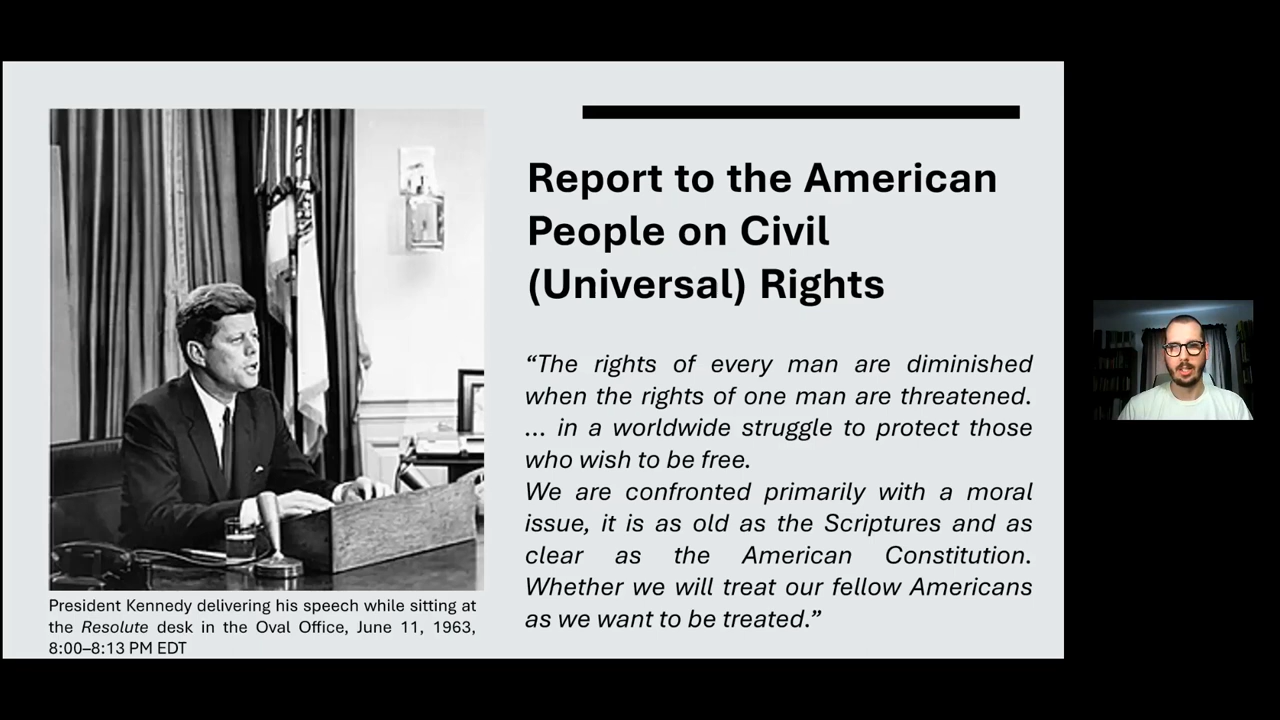 Report to the American
People on Civil
(Universal) Rights
“The rights of every man are diminished
when the rights of one man are threatened.
... in a worldwide struggle to protect those
who wish to be free.
We are confronted primarily with a moral
issue, it is as old as the Scriptures and as
clear as the American Constitution.
Whether we will treat our fellow Americans
as we want to be treated.”
President Kennedy delivering his speech while sitting at
the Resolute desk in the Oval Office, June 11, 1963,
8:00–8:13 PM EDT